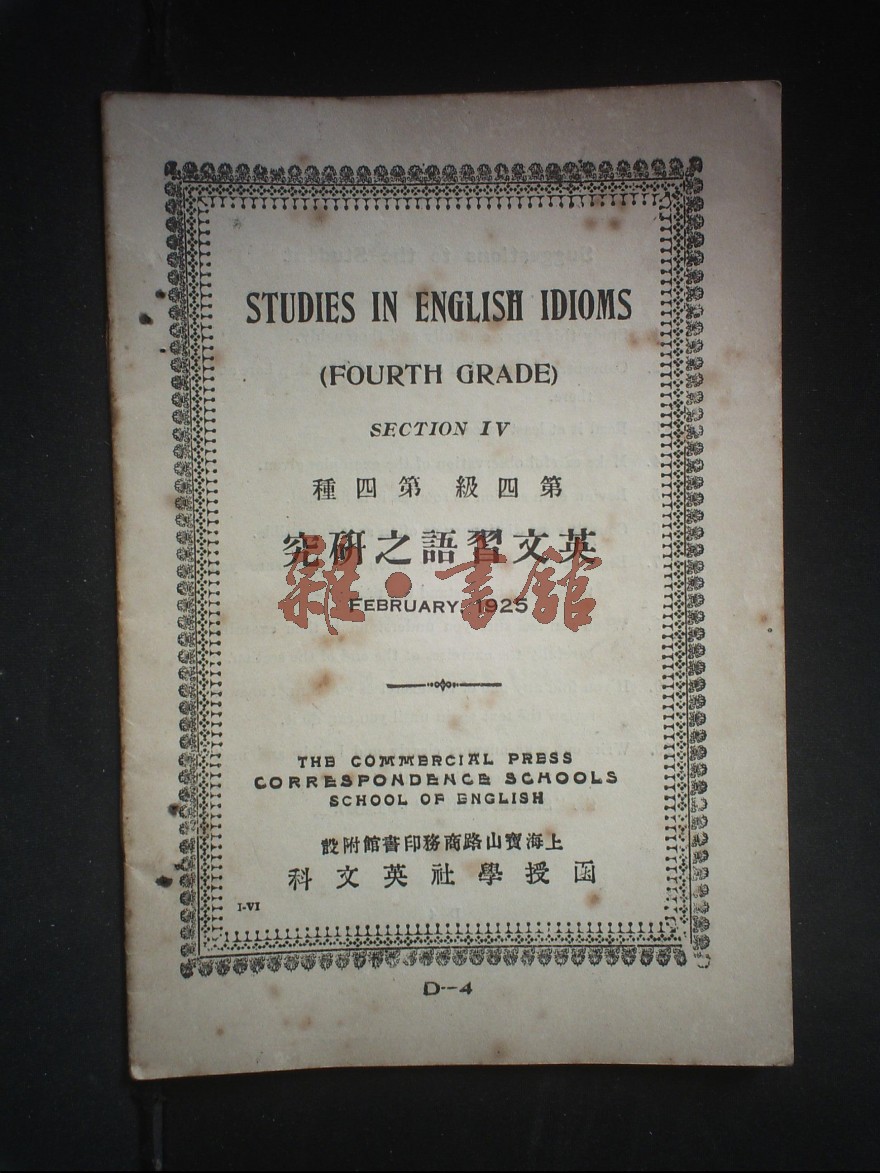 STUDIES IN ENGLISH IDIOMS
(FOURTH GRADE)
SECTION IV
第四級 第四種
英文習語之研究
雜·書館
FEBRUARY, 1925
THE COMMERCIAL PRESS
CORRESPONDENCE SCHOOLS
SCHOOL OF ENGLISH
上海寶山路商務印書館附設
函授學社英文科
I-VI
D--4